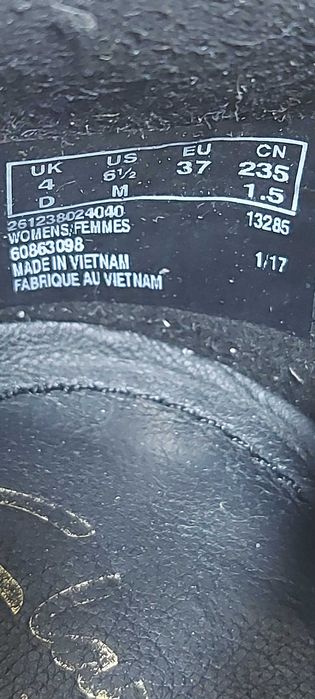 UK US EU CN
4 6½ 37 235
D M 1.5
261238024040 13285
WOMENS/FEMMES
60863098
MADE IN VIETNAM 1/17
FABRIQUE AU VIETNAM